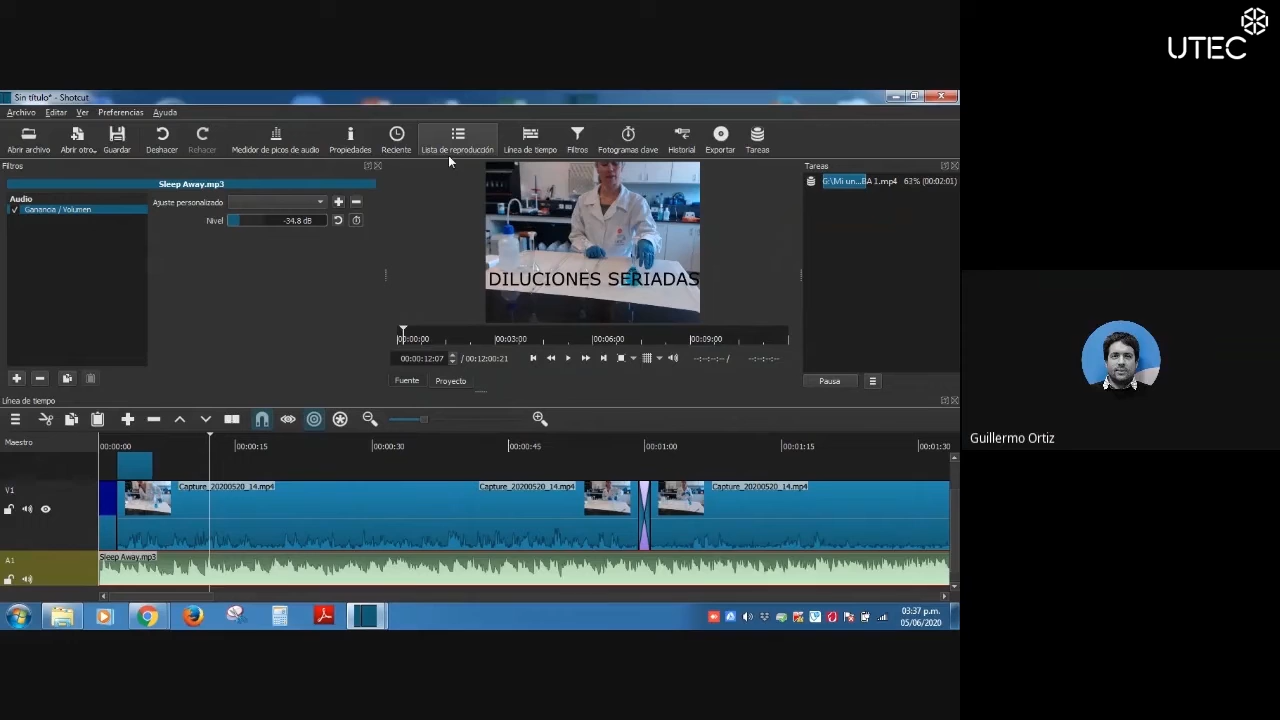 UTEC
Sin título* - Shotcut
Archivo Editar Ver Preferencias Ayuda
Abrir archivo Abrir otro... Guardar Deshacer Rehacer Medidor de picos de audio Propiedades Reciente Lista de reproducción Línea de tiempo Filtros Fotogramas clave Historial Exportar Tareas
Filtros
Sleep Away.mp3
Audio
Ganancia / Volumen
Ajuste personalizado
Nivel -34.8 dB
DILUCIONES SERIADAS
00:00:00 00:03:00 00:06:00 00:09:00
00:00:12:07 / 00:12:00:21 --:--:--:-- / --:--:--:--
Fuente Proyecto
Tareas
G:\Mi un...BA 1.mp4 63% (00:02:01)
Pausa
Línea de tiempo
Maestro
00:00:00 00:00:15 00:00:30 00:00:45 00:01:00 00:01:15 00:01:30
V1
Capture_20200520_14.mp4 Capture_20200520_14.mp4 Capture_20200520_14.mp4
A1
Sleep Away.mp3
03:37 p.m.
05/06/2020
Guillermo Ortiz